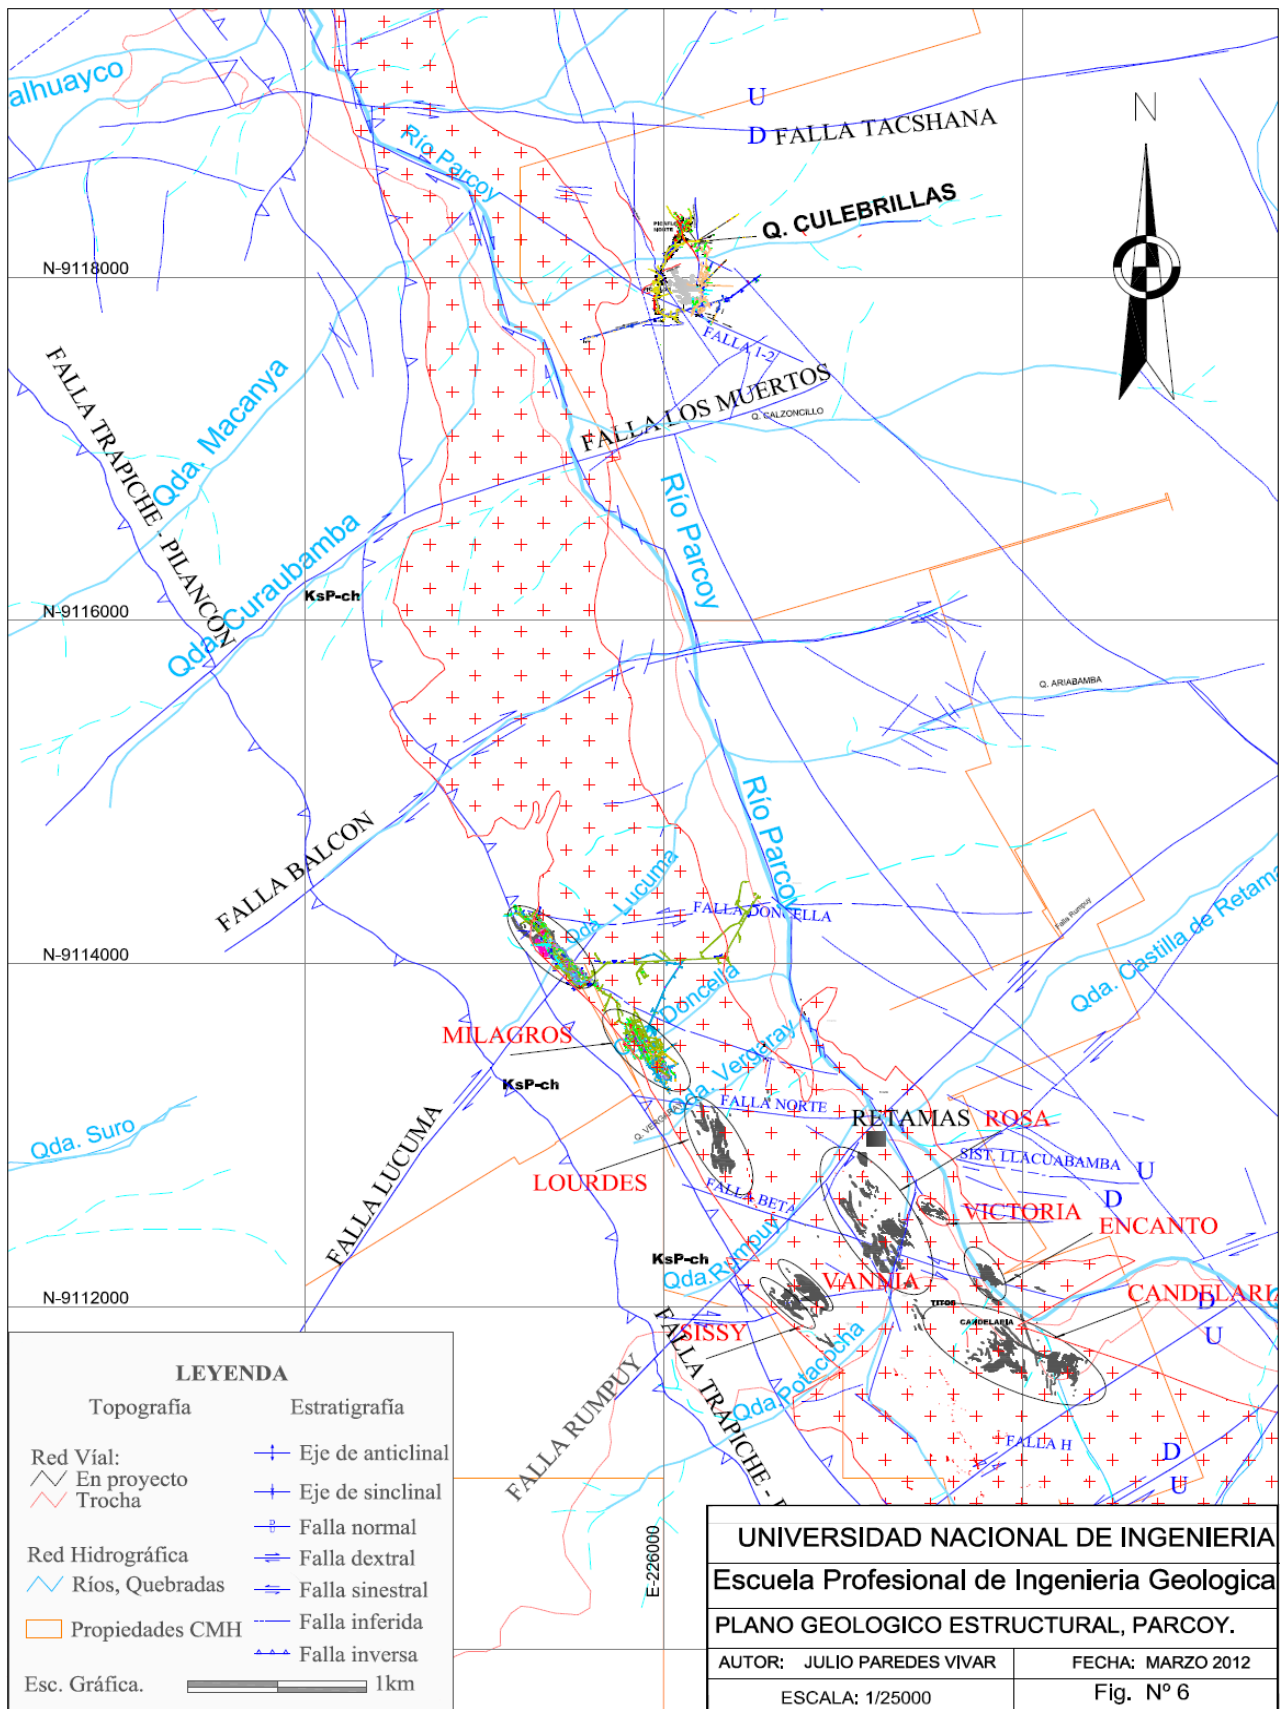 alhuayco
U
D FALLA TACSHANA
N
Río Parcoy
Q. CULEBRILLAS
NORTE
N-9118000
FALLA 1-2
FALLA TRAPICHE - PILANCON
Qda. Macanya
FALLA LOS MUERTOS
Q. CALZONCILLO
Río Parcoy
Qda. Curaubamba
KsP-ch
N-9116000
Q. ARIABAMBA
Río Parcoy
FALLA BALCON
Qda. Lucuma
FALLA DONCELLA
Falla Rumpuy
Qda. Castilla de Retama
N-9114000
Doncella
MILAGROS
KsP-ch
Qda. Vergaray
FALLA NORTE
RETAMAS
ROSA
Q. VERGARAY
Qda. Suro
FALLA LUCUMA
LOURDES
SIST. LLACUABAMBA
U
D
FALLA BETA
VICTORIA
ENCANTO
KsP-ch
Qda. Rumpuy
VANNIA
N-9112000
TITOS
CANDELARIA
CANDELARIA
D
U
SISSY
FALLA RUMPUY
FALLA TRAPICHE -
Qda. Potacocha
FALLA H
D
U
E-226000
LEYENDA
Topografía
Estratigrafía
Red Víal:
En proyecto
Trocha
Red Hidrográfica
Ríos, Quebradas
Propiedades CMH
Esc. Gráfica.
1km
Eje de anticlinal
Eje de sinclinal
Falla normal
Falla dextral
Falla sinestral
Falla inferida
Falla inversa
UNIVERSIDAD NACIONAL DE INGENIERIA
Escuela Profesional de Ingenieria Geologica
PLANO GEOLOGICO ESTRUCTURAL, PARCOY.
AUTOR: JULIO PAREDES VIVAR
FECHA: MARZO 2012
ESCALA: 1/25000
Fig. Nº 6